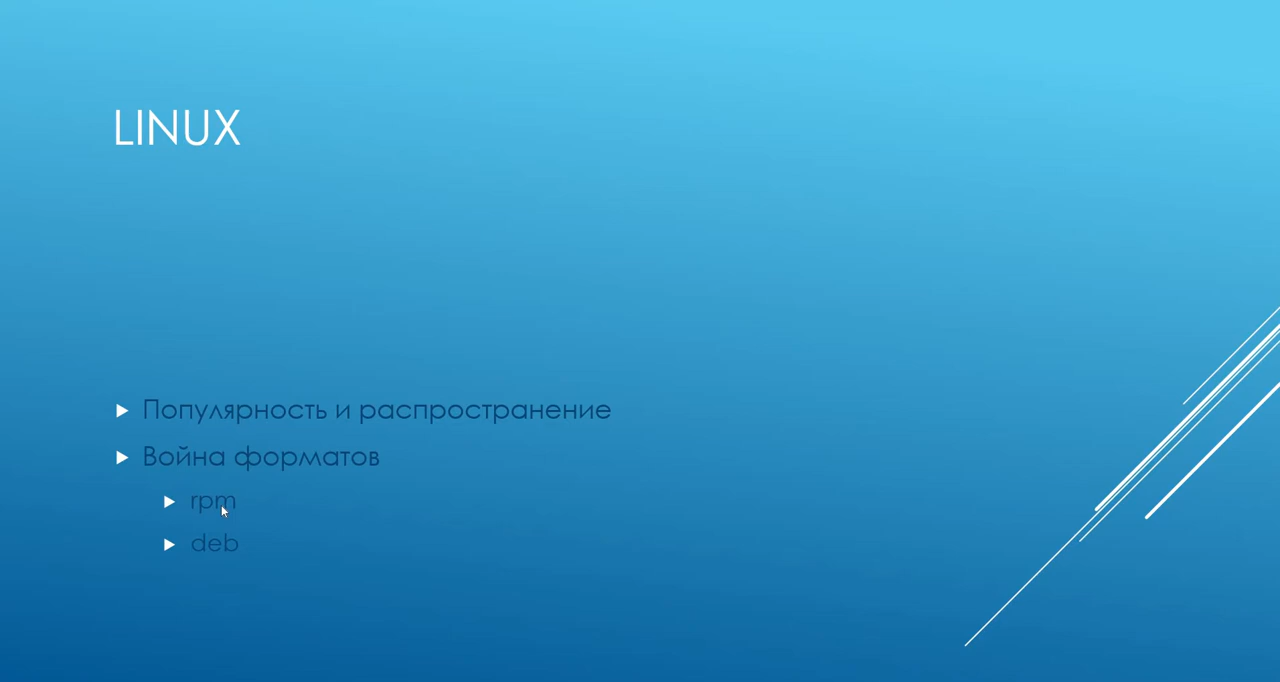 LINUX
Популярность и распространение
Война форматов
rpm
deb